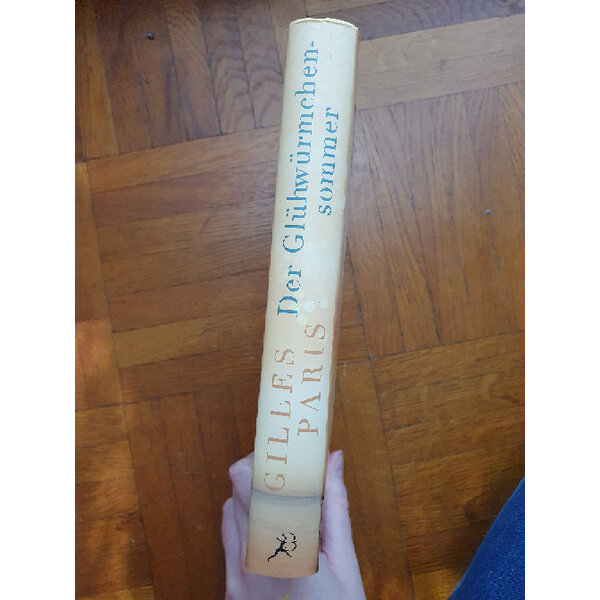 GILLES
PARIS
Der Glühwürmchen-
sommer